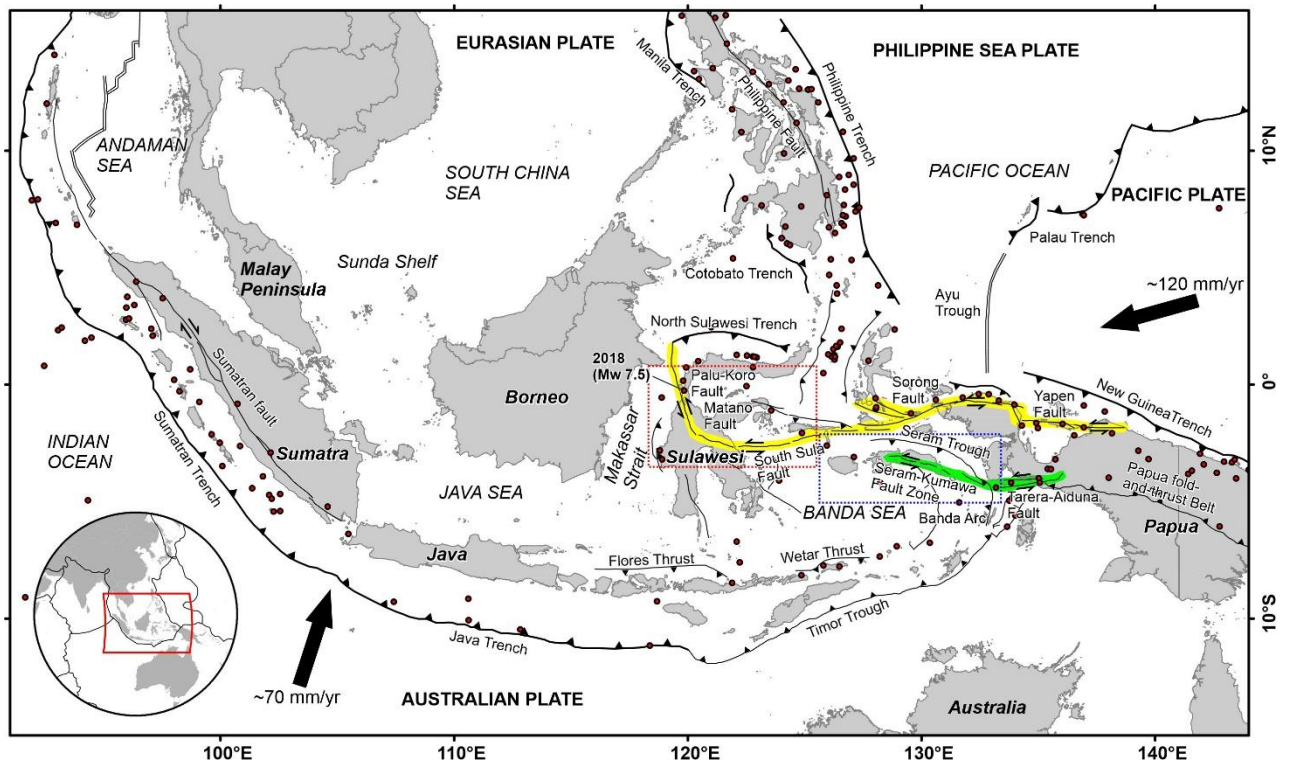 EURASIAN PLATE
PHILIPPINE SEA PLATE
Manila Trench
Philippine Fault
Philippine Trench
ANDAMAN
SEA
SOUTH CHINA
SEA
PACIFIC OCEAN
10°N
PACIFIC PLATE
Palau Trench
Malay
Peninsula
Sunda Shelf
Cotobato Trench
Ayu
Trough
~120 mm/yr
North Sulawesi Trench
2018
(Mw 7.5)
Palu-Koro
Fault
Matano
Fault
Sorong
Fault
Yapen
Fault
New GuineaTrench
0°
Sumatran fault
Borneo
Makassar
Strait
Sulawesi
South Sula
Fault
Seram Trough
Seram-Kumawa
Fault Zone
INDIAN
OCEAN
Sumatran Trench
Sumatra
JAVA SEA
BANDA SEA
Banda Arc
Tarera-Aiduna
Fault
Papua fold-
and-thrust Belt
Papua
Java
Flores Thrust
Wetar Thrust
Timor Trough
10°S
Java Trench
~70 mm/yr
AUSTRALIAN PLATE
Australia
100°E
110°E
120°E
130°E
140°E